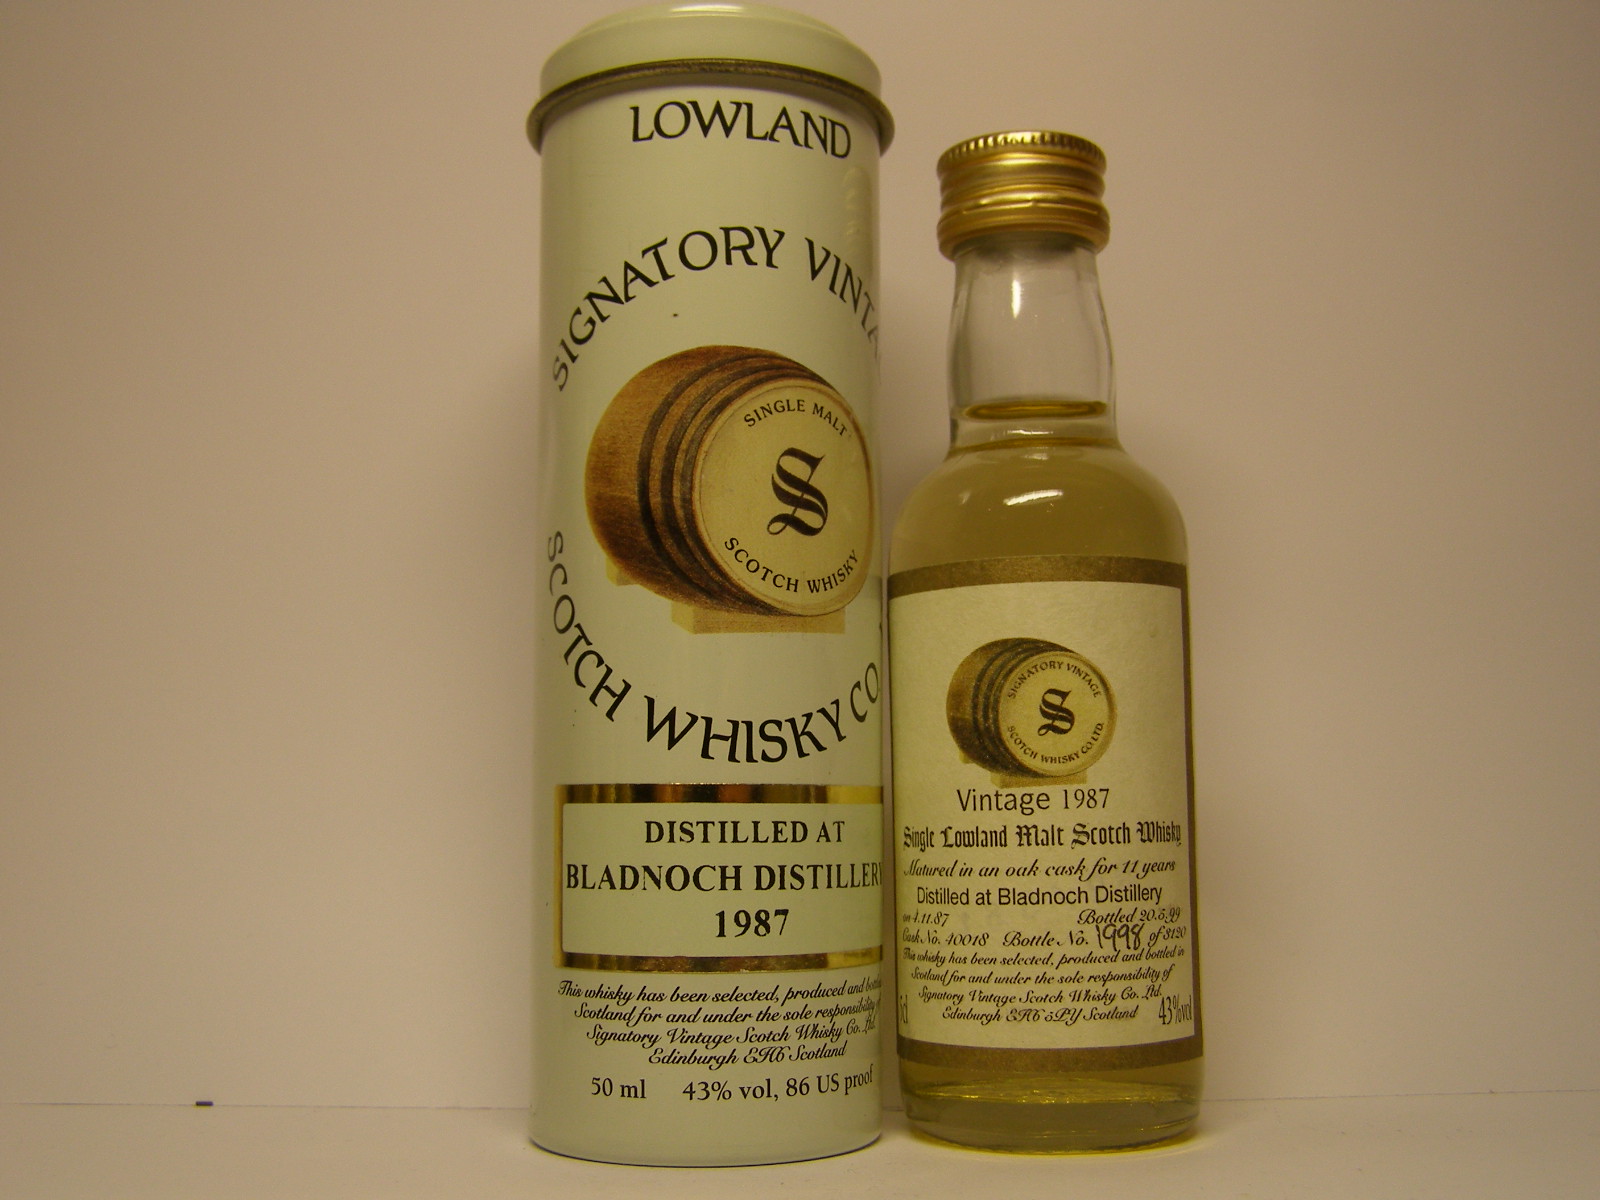 LOWLAND
SIGNATORY
SINGLE MALT
S
SCOTCH WHISKY
SCOTCH WHISKY CO
DISTILLED AT
BLADNOCH DISTILLERY
1987
This whisky has been selected, produced and
Scotland for and under the sole responsibility
Signatory Vintage Scotch Whisky Co. Ltd.
Edinburgh EH6 Scotland
50 ml 43% vol, 86 US proof
SIGNATORY VINTAGE
S
SCOTCH WHISKY CO. LTD.
Vintage 1987
Single Lowland Malt Scotch Whisky
Matured in an oak cask for 11 years
Distilled at Bladnoch Distillery
on 4.11.87 Bottled 20.5.99
Cask No. 40018 Bottle No. 1998 of 3120
This whisky has been selected, produced and bottled in
Scotland for and under the sole responsibility of
Signatory Vintage Scotch Whisky Co. Ltd.
Edinburgh EH6 5PY Scotland
5cl 43%vol